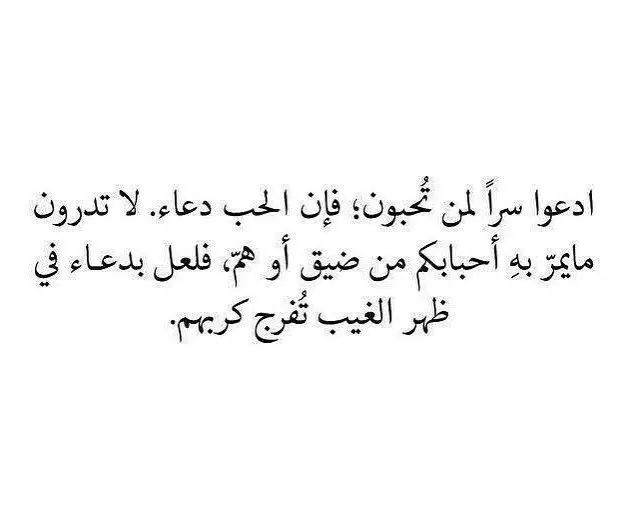 ادعوا سراً لمن تُحبون؛ فإن الحب دعاء. لا تدرون
مايمرّ بهِ أحبابكم من ضيق أو همّ، فلعل بدعـاء في
ظهر الغيب تُفرج كربهم.